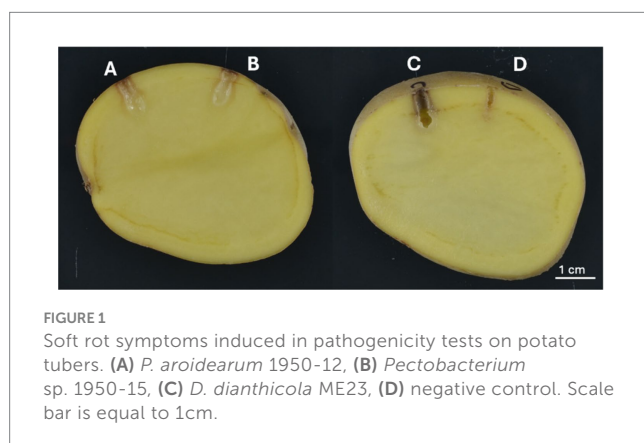 A B C D
1 cm
FIGURE 1
Soft rot symptoms induced in pathogenicity tests on potato
tubers. (A) P. aroidearum 1950-12, (B) Pectobacterium
sp. 1950-15, (C) D. dianthicola ME23, (D) negative control. Scale
bar is equal to 1cm.